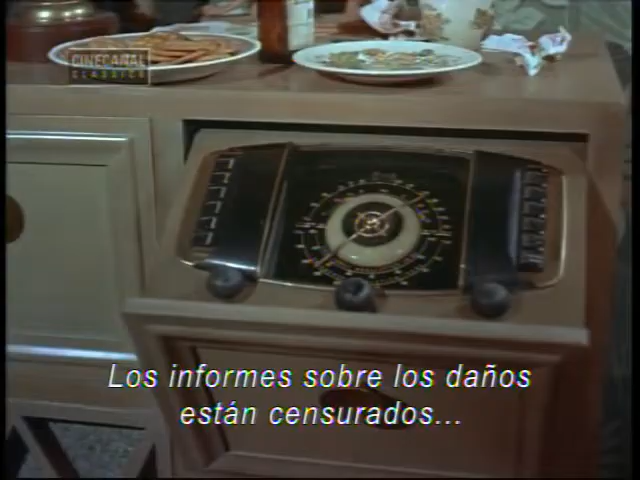 CINECANAL
CLASSICS
Los informes sobre los daños
están censurados...